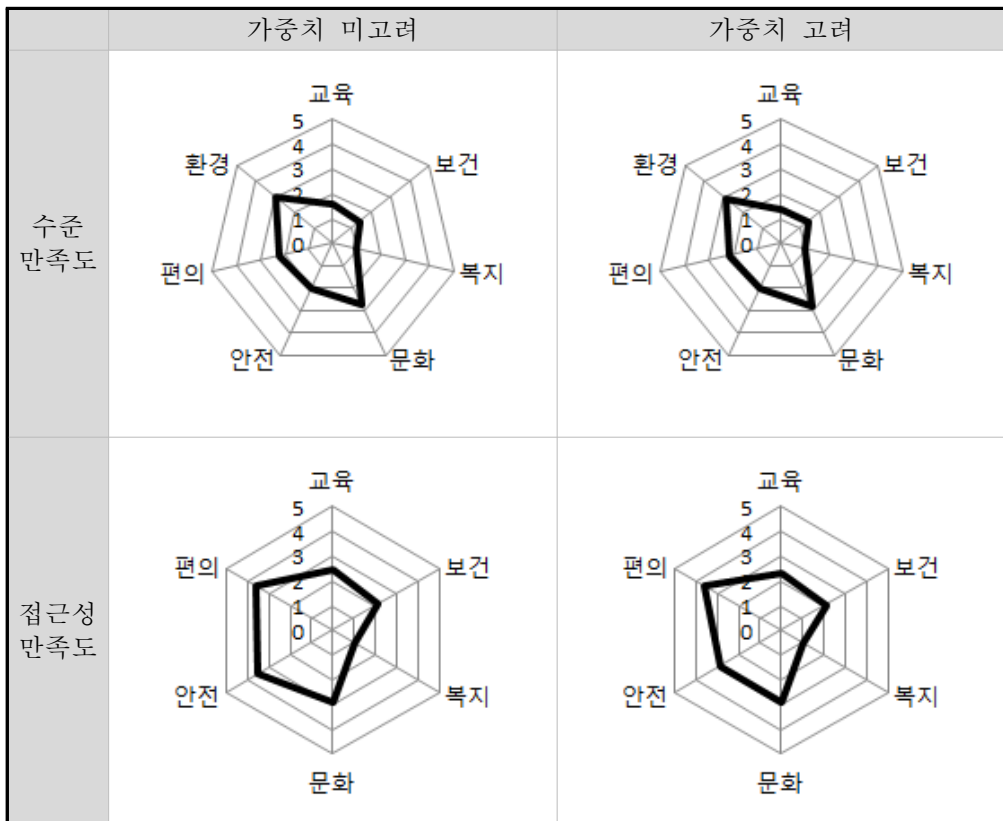 가중치 미고려
가중치 고려
수준
만족도
교육
보건
복지
문화
안전
편의
환경
5
4
3
2
1
0
교육
보건
복지
문화
안전
편의
환경
5
4
3
2
1
0
접근성
만족도
교육
보건
복지
문화
안전
편의
5
4
3
2
1
0
교육
보건
복지
문화
안전
편의
5
4
3
2
1
0